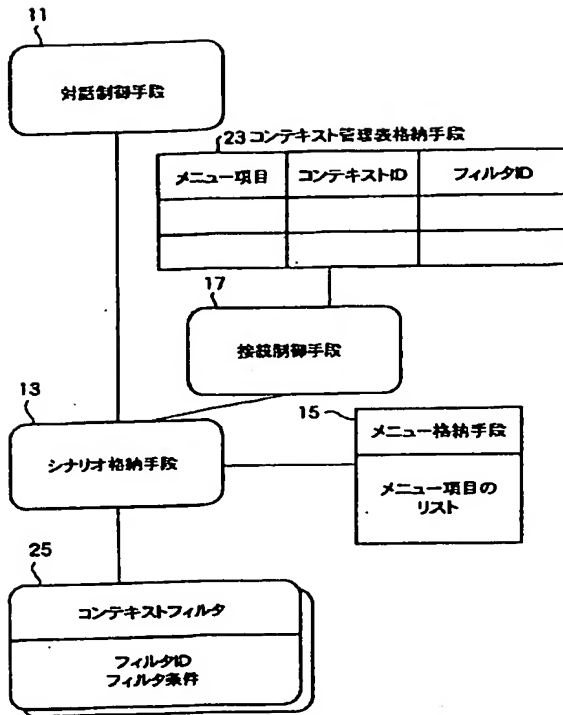 11
対話制御手段
23 コンテキスト管理表格納手段
メニュー項目 コンテキストID フィルタID
17
接続制御手段
13
シナリオ格納手段
15
メニュー格納手段
メニュー項目の
リスト
25
コンテキストフィルタ
フィルタID
フィルタ条件